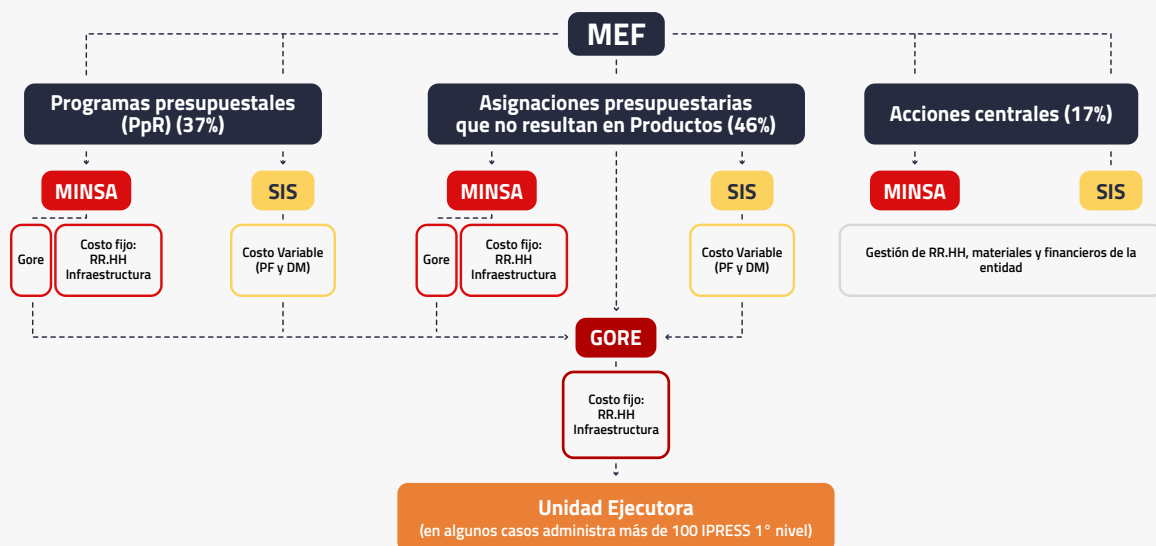 MEF
Programas presupuestales
(PpR) (37%)
Asignaciones presupuestarias
que no resultan en Productos (46%)
Acciones centrales (17%)
MINSA
SIS
MINSA
SIS
MINSA
SIS
Gore
Costo fijo:
RR.HH
Infraestructura
Costo Variable
(PF y DM)
Gore
Costo fijo:
RR.HH
Infraestructura
Costo Variable
(PF y DM)
Gestión de RR.HH, materiales y financieros de la
entidad
GORE
Costo fijo:
RR.HH
Infraestructura
Unidad Ejecutora
(en algunos casos administra más de 100 IPRESS 1° nivel)